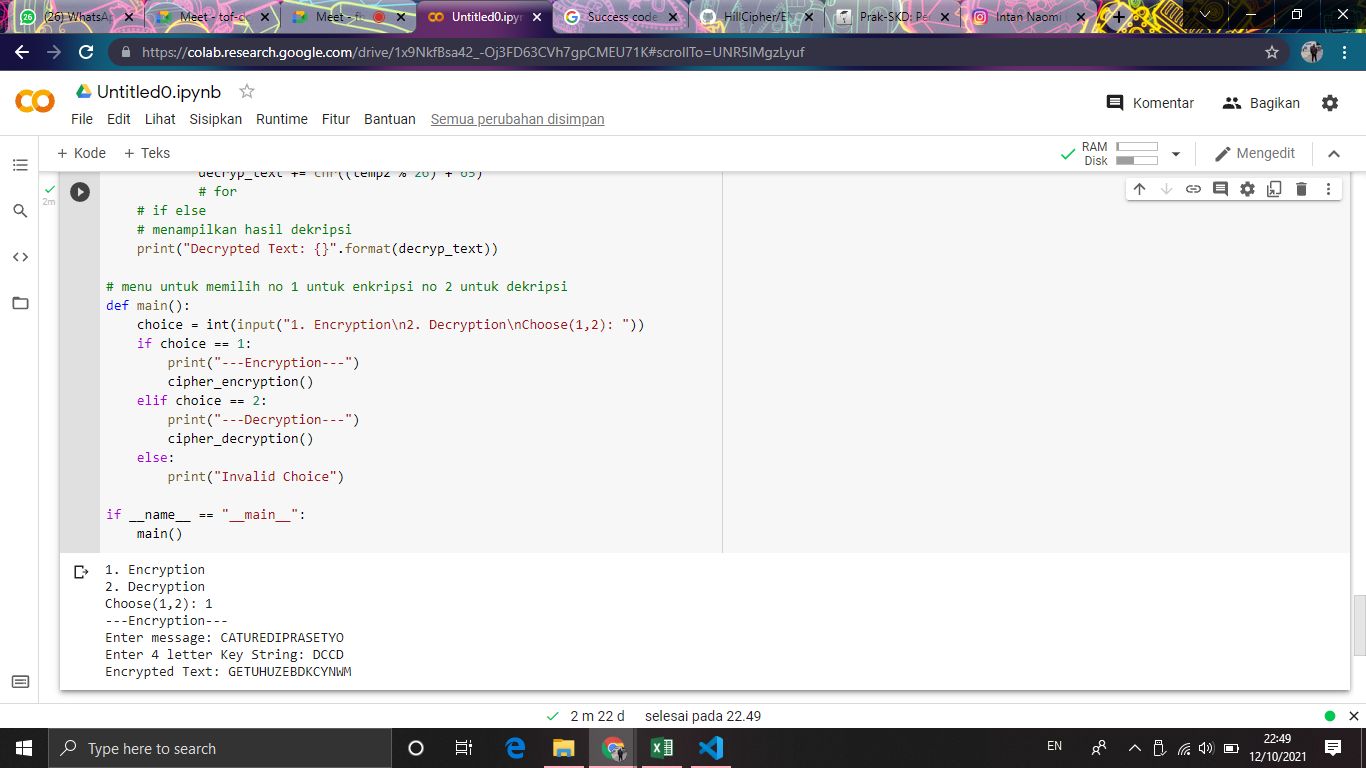 (26) WhatsA
Meet - tof-c
Meet - f
Untitled0.ipyn
Success code
HillCipher/E
Prak-SKD: Pe
Intan Naomi
https://colab.research.google.com/drive/1x9NkfBsa42_-Oj3FD63CVh7gpCMEU71K#scrollTo=UNR5lMgzLyuf
Untitled0.ipynb
File Edit Lihat Sisipkan Runtime Fitur Bantuan Semua perubahan disimpan
Komentar Bagikan
+ Kode + Teks
RAM
Disk
Mengedit
2m
decryp_text += chr((temp2 % 26) + 65)
# for
# if else
# menampilkan hasil dekripsi
print("Decrypted Text: {}".format(decryp_text))
# menu untuk memilih no 1 untuk enkripsi no 2 untuk dekripsi
def main():
choice = int(input("1. Encryption\n2. Decryption\nChoose(1,2): "))
if choice == 1:
print("---Encryption---")
cipher_encryption()
elif choice == 2:
print("---Decryption---")
cipher_decryption()
else:
print("Invalid Choice")
if __name__ == "__main__":
main()
1. Encryption
2. Decryption
Choose(1,2): 1
---Encryption---
Enter message: CATUREDIPRASETYO
Enter 4 letter Key String: DCCD
Encrypted Text: GETUHUZEBDKCYNWM
2 m 22 d selesai pada 22.49
Type here to search
EN
22:49
12/10/2021